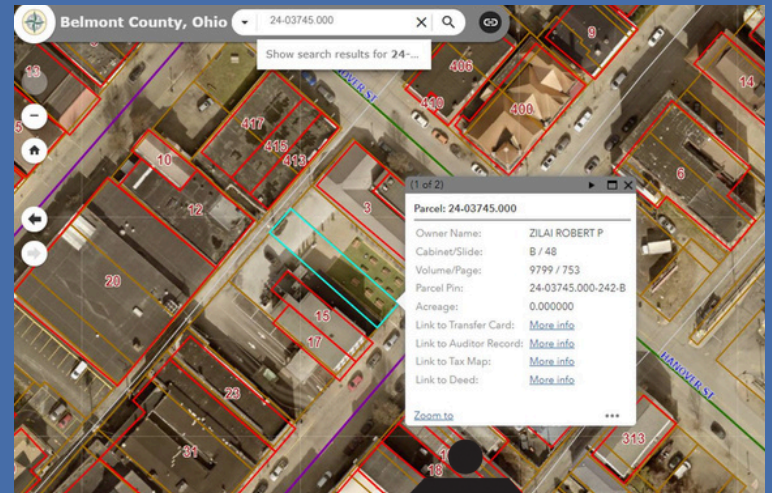 Belmont County, Ohio
24-03745.000
Show search results for 24-...
(1 of 2)
Parcel: 24-03745.000
Owner Name: ZILAI ROBERT P
Cabinet/Slide: B / 48
Volume/Page: 9799 / 753
Parcel Pin: 24-03745.000-242-B
Acreage: 0.000000
Link to Transfer Card: More info
Link to Auditor Record: More info
Link to Tax Map: More info
Link to Deed: More info
Zoom to
13
9
406
410
400
14
417
415
413
10
12
3
6
20
15
17
23
31
18
313
HANOVER ST